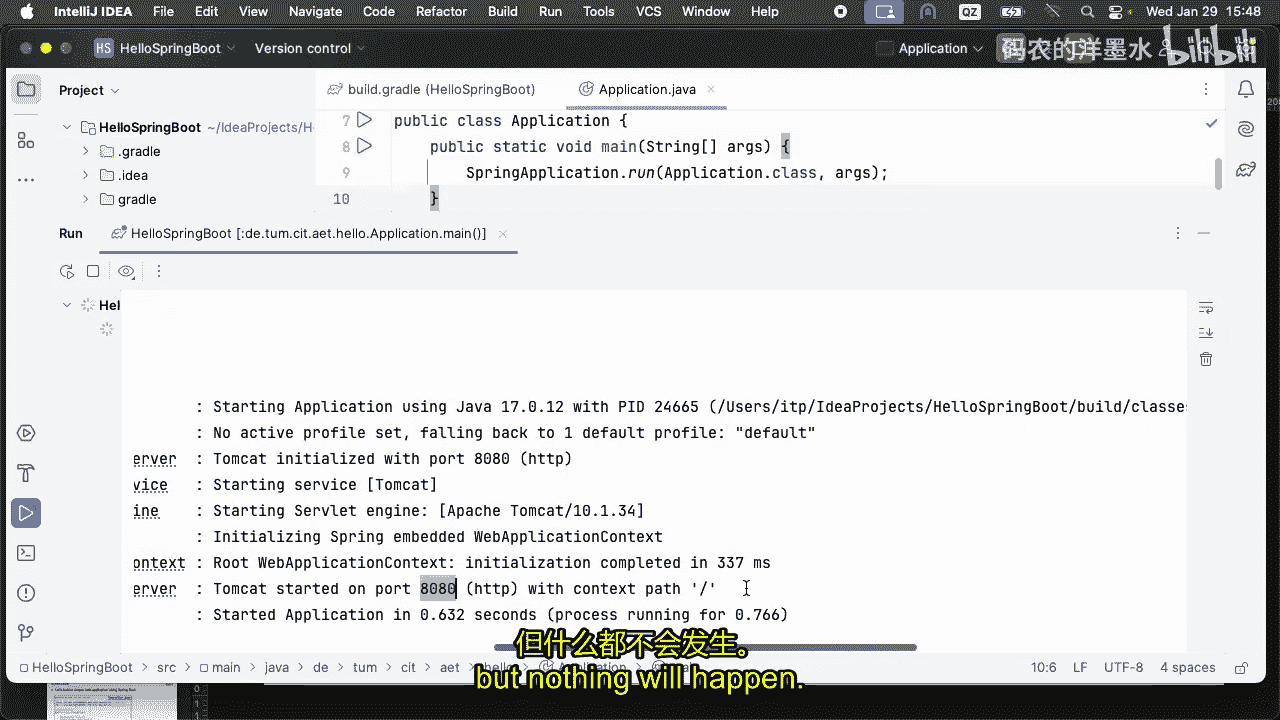 IntelliJ IDEA File Edit View Navigate Code Refactor Build Run Tools VCS Window Help QZ Wed Jan 29 15:48
HS HelloSpringBoot Version control Application 码农的洋墨水 bilibili
Project build.gradle (HelloSpringBoot) Application.java
HelloSpringBoot ~/IdeaProjects/H
.gradle
.idea
gradle
7 public class Application {
8 public static void main(String[] args) {
9 SpringApplication.run(Application.class, args);
10 }
Run HelloSpringBoot [:de.tum.cit.aet.hello.Application.main()]
Hel
: Starting Application using Java 17.0.12 with PID 24665 (/Users/itp/IdeaProjects/HelloSpringBoot/build/classes
: No active profile set, falling back to 1 default profile: "default"
erver : Tomcat initialized with port 8080 (http)
vice : Starting service [Tomcat]
ine : Starting Servlet engine: [Apache Tomcat/10.1.34]
: Initializing Spring embedded WebApplicationContext
ontext : Root WebApplicationContext: initialization completed in 337 ms
erver : Tomcat started on port 8080 (http) with context path '/'
: Started Application in 0.632 seconds (process running for 0.766)
但什么都不会发生。
HelloSpringBoot > src > main > java > de > tum > cit > aet > 10:6 LF UTF-8 4 spaces
but nothing will happen.